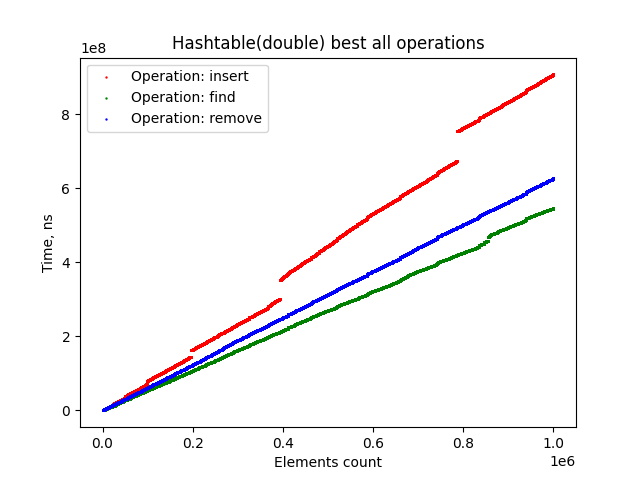 Hashtable(double) best all operations
1e8
Operation: insert
Operation: find
Operation: remove
8
6
4
2
0
Time, ns
0.0 0.2 0.4 0.6 0.8 1.0
1e6
Elements count